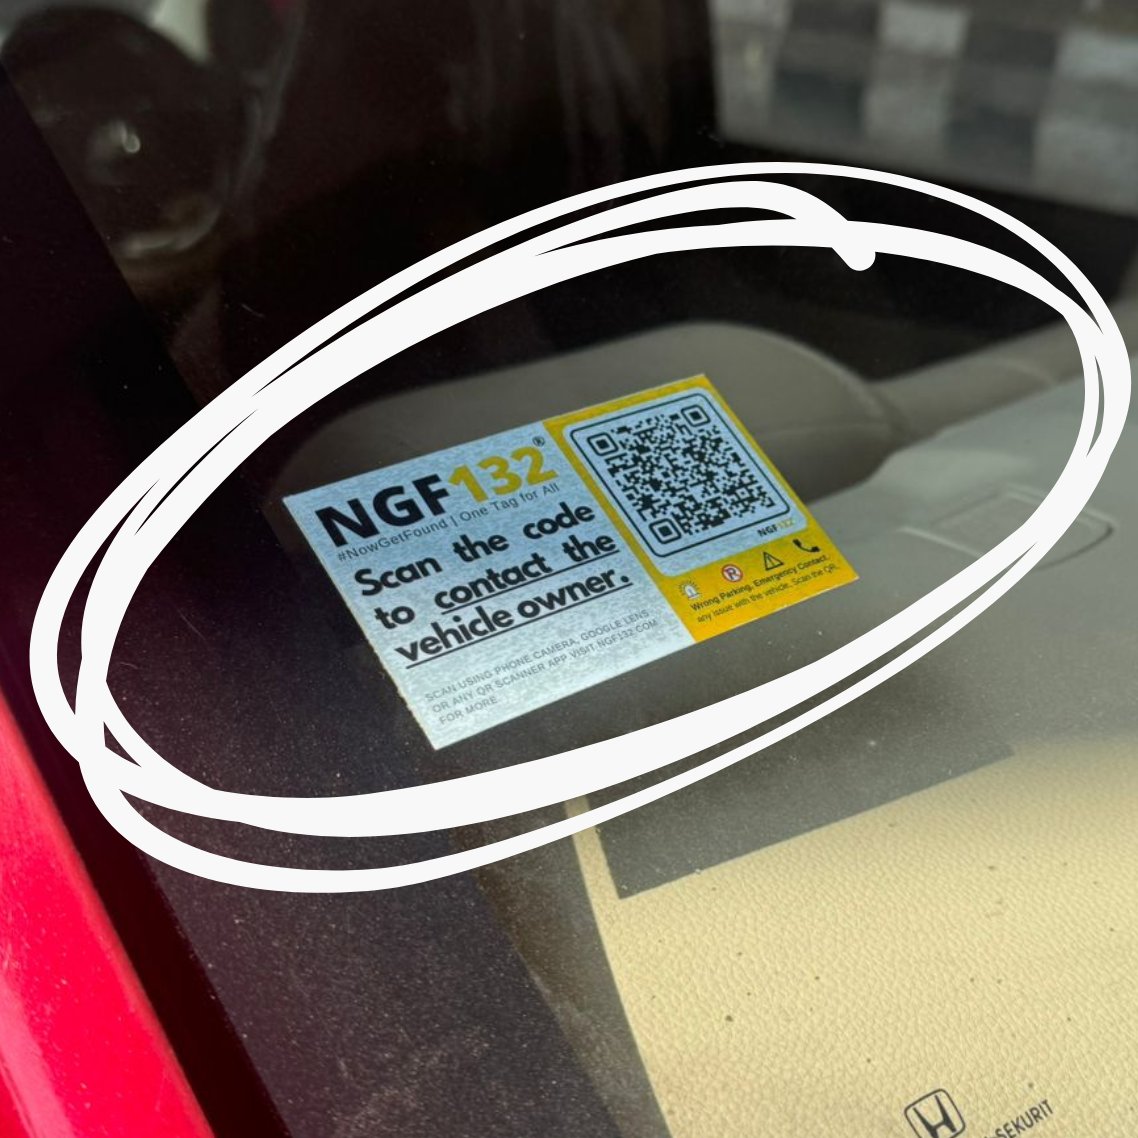 NGF132®
#NowGetFound | One Tag for All
Scan the code
to contact the
vehicle owner.
SCAN USING PHONE CAMERA, GOOGLE LENS
OR ANY QR SCANNER APP VISIT NGF132.COM
FOR MORE.
NGF132
R
Wrong Parking, Emergency Contact,
any issue with the vehicle. Scan the QR.
SEKURIT